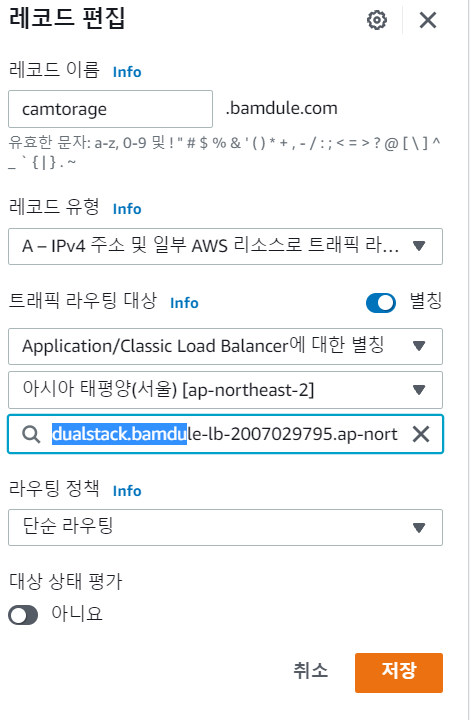 레코드 편집
레코드 이름 Info
camtorage .bamdule.com
유효한 문자: a-z, 0-9 및 ! " # $ % & ' ( ) * + , - / : ; < = > ? @ [ \ ] ^
_ ` { | } . ~
레코드 유형 Info
A – IPv4 주소 및 일부 AWS 리소스로 트래픽 라...
트래픽 라우팅 대상 Info 별칭
Application/Classic Load Balancer에 대한 별칭
아시아 태평양(서울) [ap-northeast-2]
dualstack.bamdule-lb-2007029795.ap-nort
라우팅 정책 Info
단순 라우팅
대상 상태 평가
아니요
취소 저장